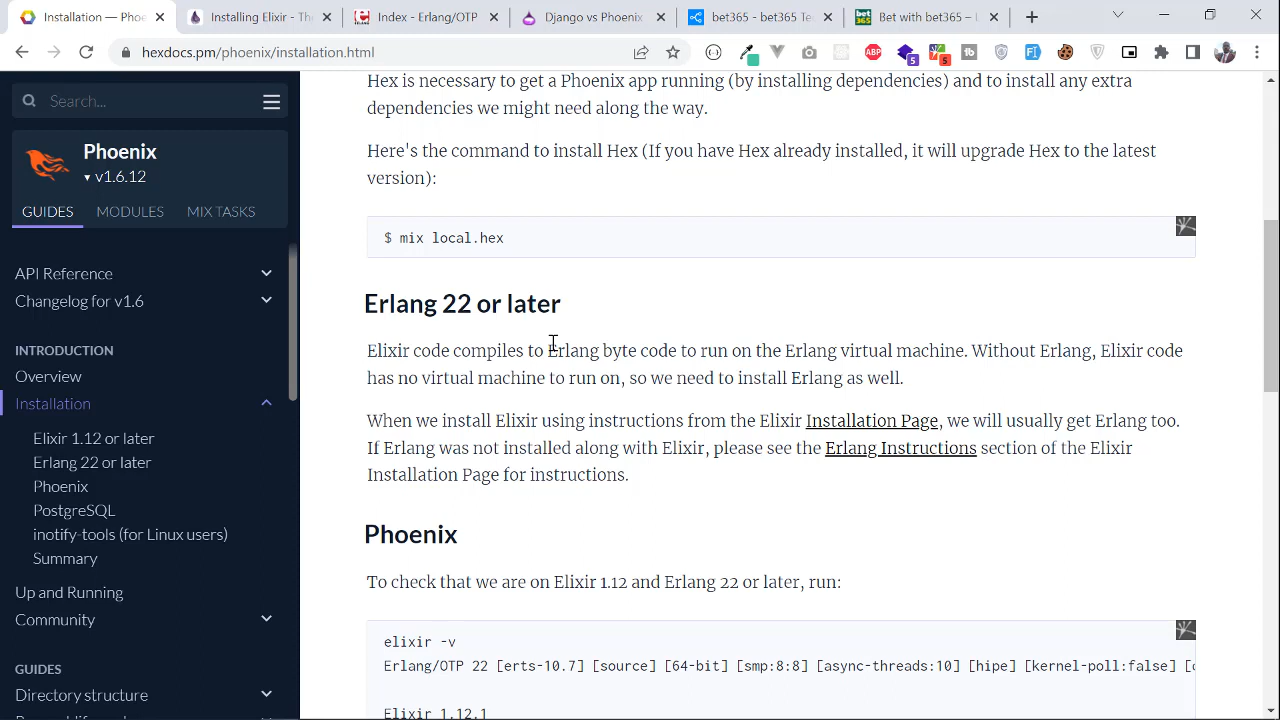 Installation — Phoe
Installing Elixir - The
Index - Erlang/OTP
Django Vs Phoenix
Bet365 - bet365 Te
Bet with bet365 – L
hexdocs.pm/phoenix/installation.html
Search...
Phoenix
v1.6.12
GUIDES MODULES MIX TASKS
API Reference
Changelog for v1.6
INTRODUCTION
Overview
Installation
Elixir 1.12 or later
Erlang 22 or later
Phoenix
PostgreSQL
inotify-tools (for Linux users)
Summary
Up and Running
Community
GUIDES
Directory structure
Hex is necessary to get a Phoenix app running (by installing dependencies) and to install any extra
dependencies we might need along the way.
Here's the command to install Hex (If you have Hex already installed, it will upgrade Hex to the latest
version):
$ mix local.hex
Erlang 22 or later
Elixir code compiles to Erlang byte code to run on the Erlang virtual machine. Without Erlang, Elixir code
has no virtual machine to run on, so we need to install Erlang as well.
When we install Elixir using instructions from the Elixir Installation Page, we will usually get Erlang too.
If Erlang was not installed along with Elixir, please see the Erlang Instructions section of the Elixir
Installation Page for instructions.
Phoenix
To check that we are on Elixir 1.12 and Erlang 22 or later, run:
elixir -v
Erlang/OTP 22 [erts-10.7] [source] [64-bit] [smp:8:8] [async-threads:10] [hipe] [kernel-poll:false]
Elixir 1.12.1